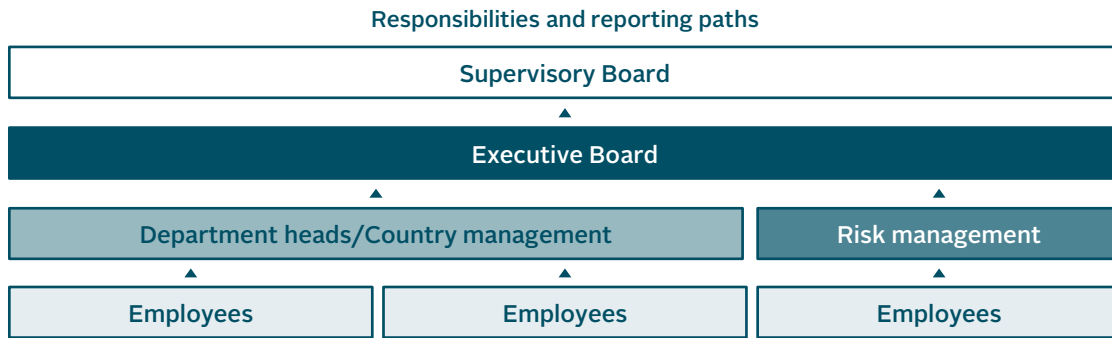 Responsibilities and reporting paths
Supervisory Board
Executive Board
Department heads/Country management
Risk management
Employees
Employees
Employees